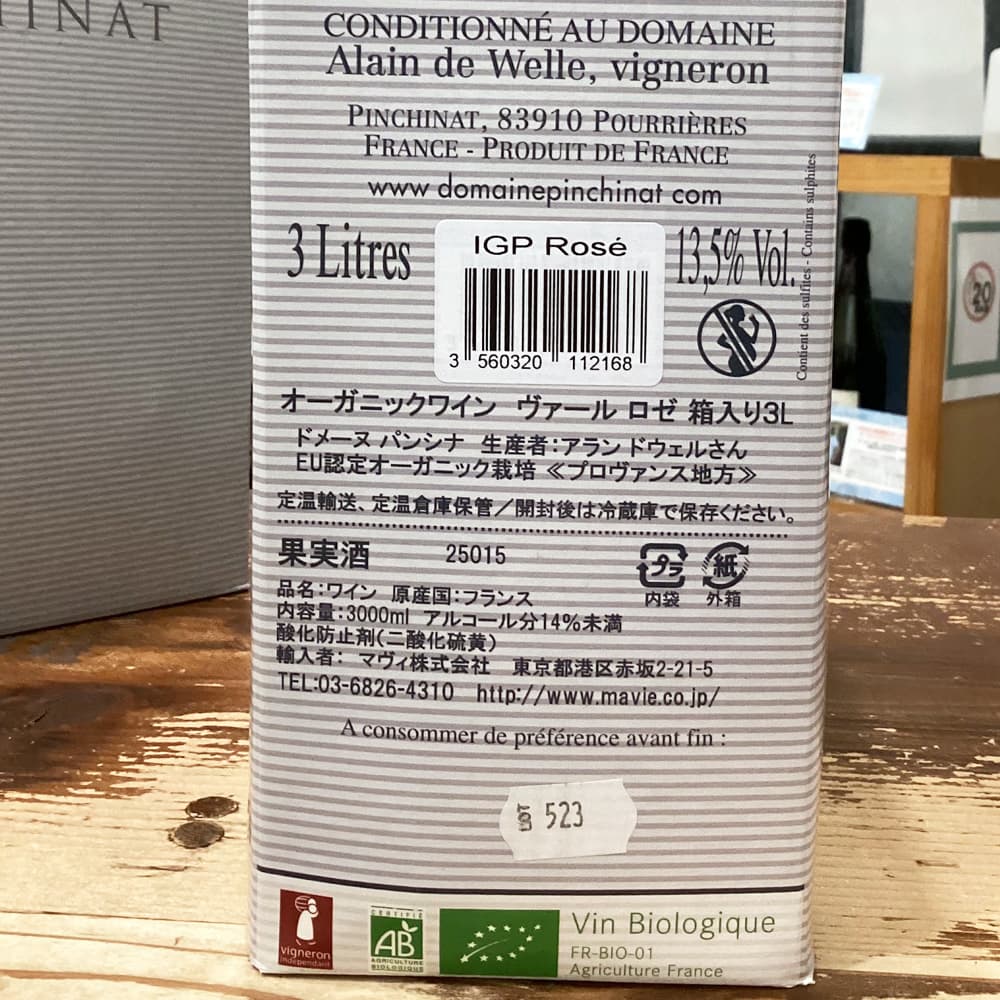 HINAT
CONDITIONNÉ AU DOMAINE
Alain de Welle, vigneron
PINCHINAT, 83910 POURRIÈRES
FRANCE - PRODUIT DE FRANCE
www domainepinchinat com
3 Litres
IGP Rosé
13,5% Vol.
3 560320 112168
Contient des sulfites - Contains sulphites
20
オーガニックワイン ヴァール ロゼ 箱入り3L
ドメーヌ パンシナ 生産者：アラン ドウェルさん
EU認定オーガニック栽培 ≪プロヴァンス地方≫
定温輸送、定温倉庫保管／開封後は冷蔵庫で保存ください。
果実酒 25015
プラ 紙
内袋 外箱
品名：ワイン 原産国：フランス
内容量：3000ml アルコール分14%未満
酸化防止剤（二酸化硫黄）
輸入者： マヴィ株式会社 東京都港区赤坂2-21-5
TEL:03-6826-4310 http://www.mavie.co.jp/
A consommer de préférence avant fin :
LOT 523
vigneron
indépendant
CERTIFIÉ
AB
AGRICULTURE
BIOLOGIQUE
Vin Biologique
FR-BIO-01
Agriculture France